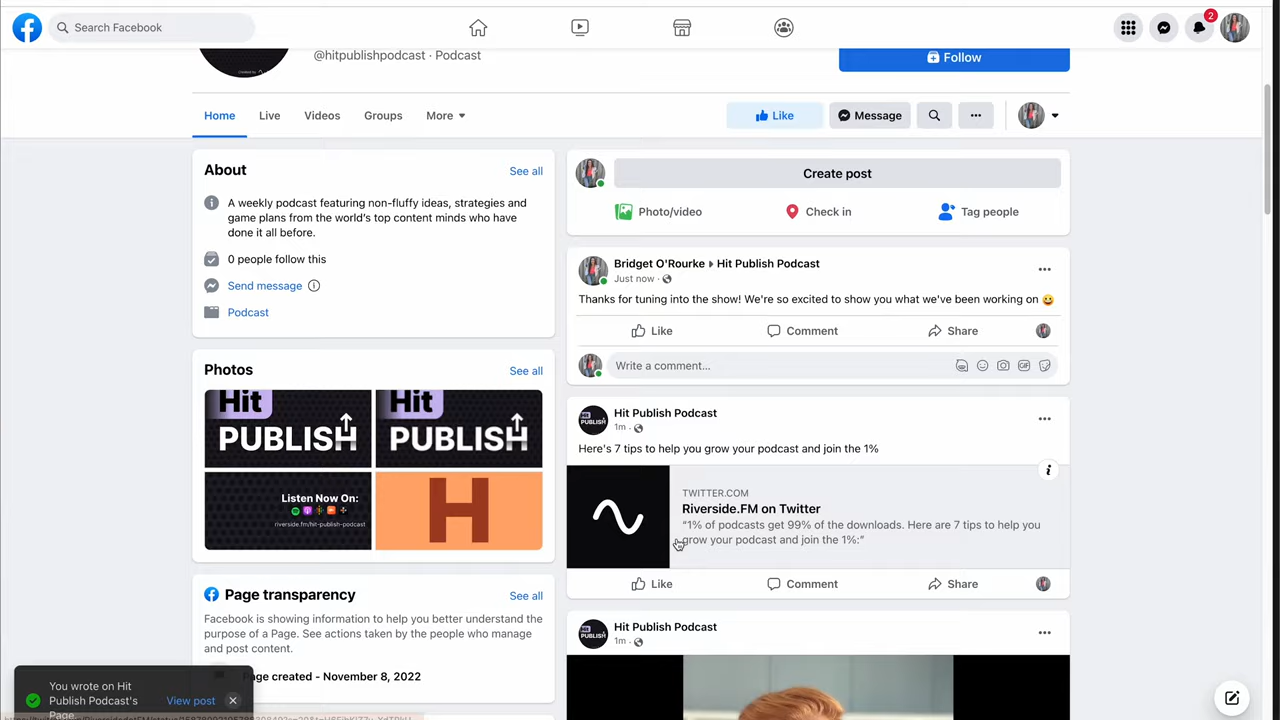 Search Facebook
2
@hitpublishpodcast · Podcast
Follow
Home
Live
Videos
Groups
More
Like
Message
About
See all
A weekly podcast featuring non-fluffy ideas, strategies and
game plans from the world's top content minds who have
done it all before.
0 people follow this
Send message
Podcast
Photos
See all
Hit
PUBLISH
Hit
PUBLISH
Listen Now On:
riverside.fm/hit-publish-podcast
H
Page transparency
See all
Facebook is showing information to help you better understand the
purpose of a Page. See actions taken by the people who manage
and post content.
Page created - November 8, 2022
You wrote on Hit
Publish Podcast's
Page.
View post
Create post
Photo/video
Check in
Tag people
Bridget O'Rourke ▸ Hit Publish Podcast
Just now ·
Thanks for tuning into the show! We're so excited to show you what we've been working on 😀
Like
Comment
Share
Write a comment...
GIF
Hit
PUBLISH
Hit Publish Podcast
1m ·
Here's 7 tips to help you grow your podcast and join the 1%
TWITTER.COM
Riverside.FM on Twitter
“1% of podcasts get 99% of the downloads. Here are 7 tips to help you
grow your podcast and join the 1%:”
Like
Comment
Share
Hit
PUBLISH
Hit Publish Podcast
1m ·